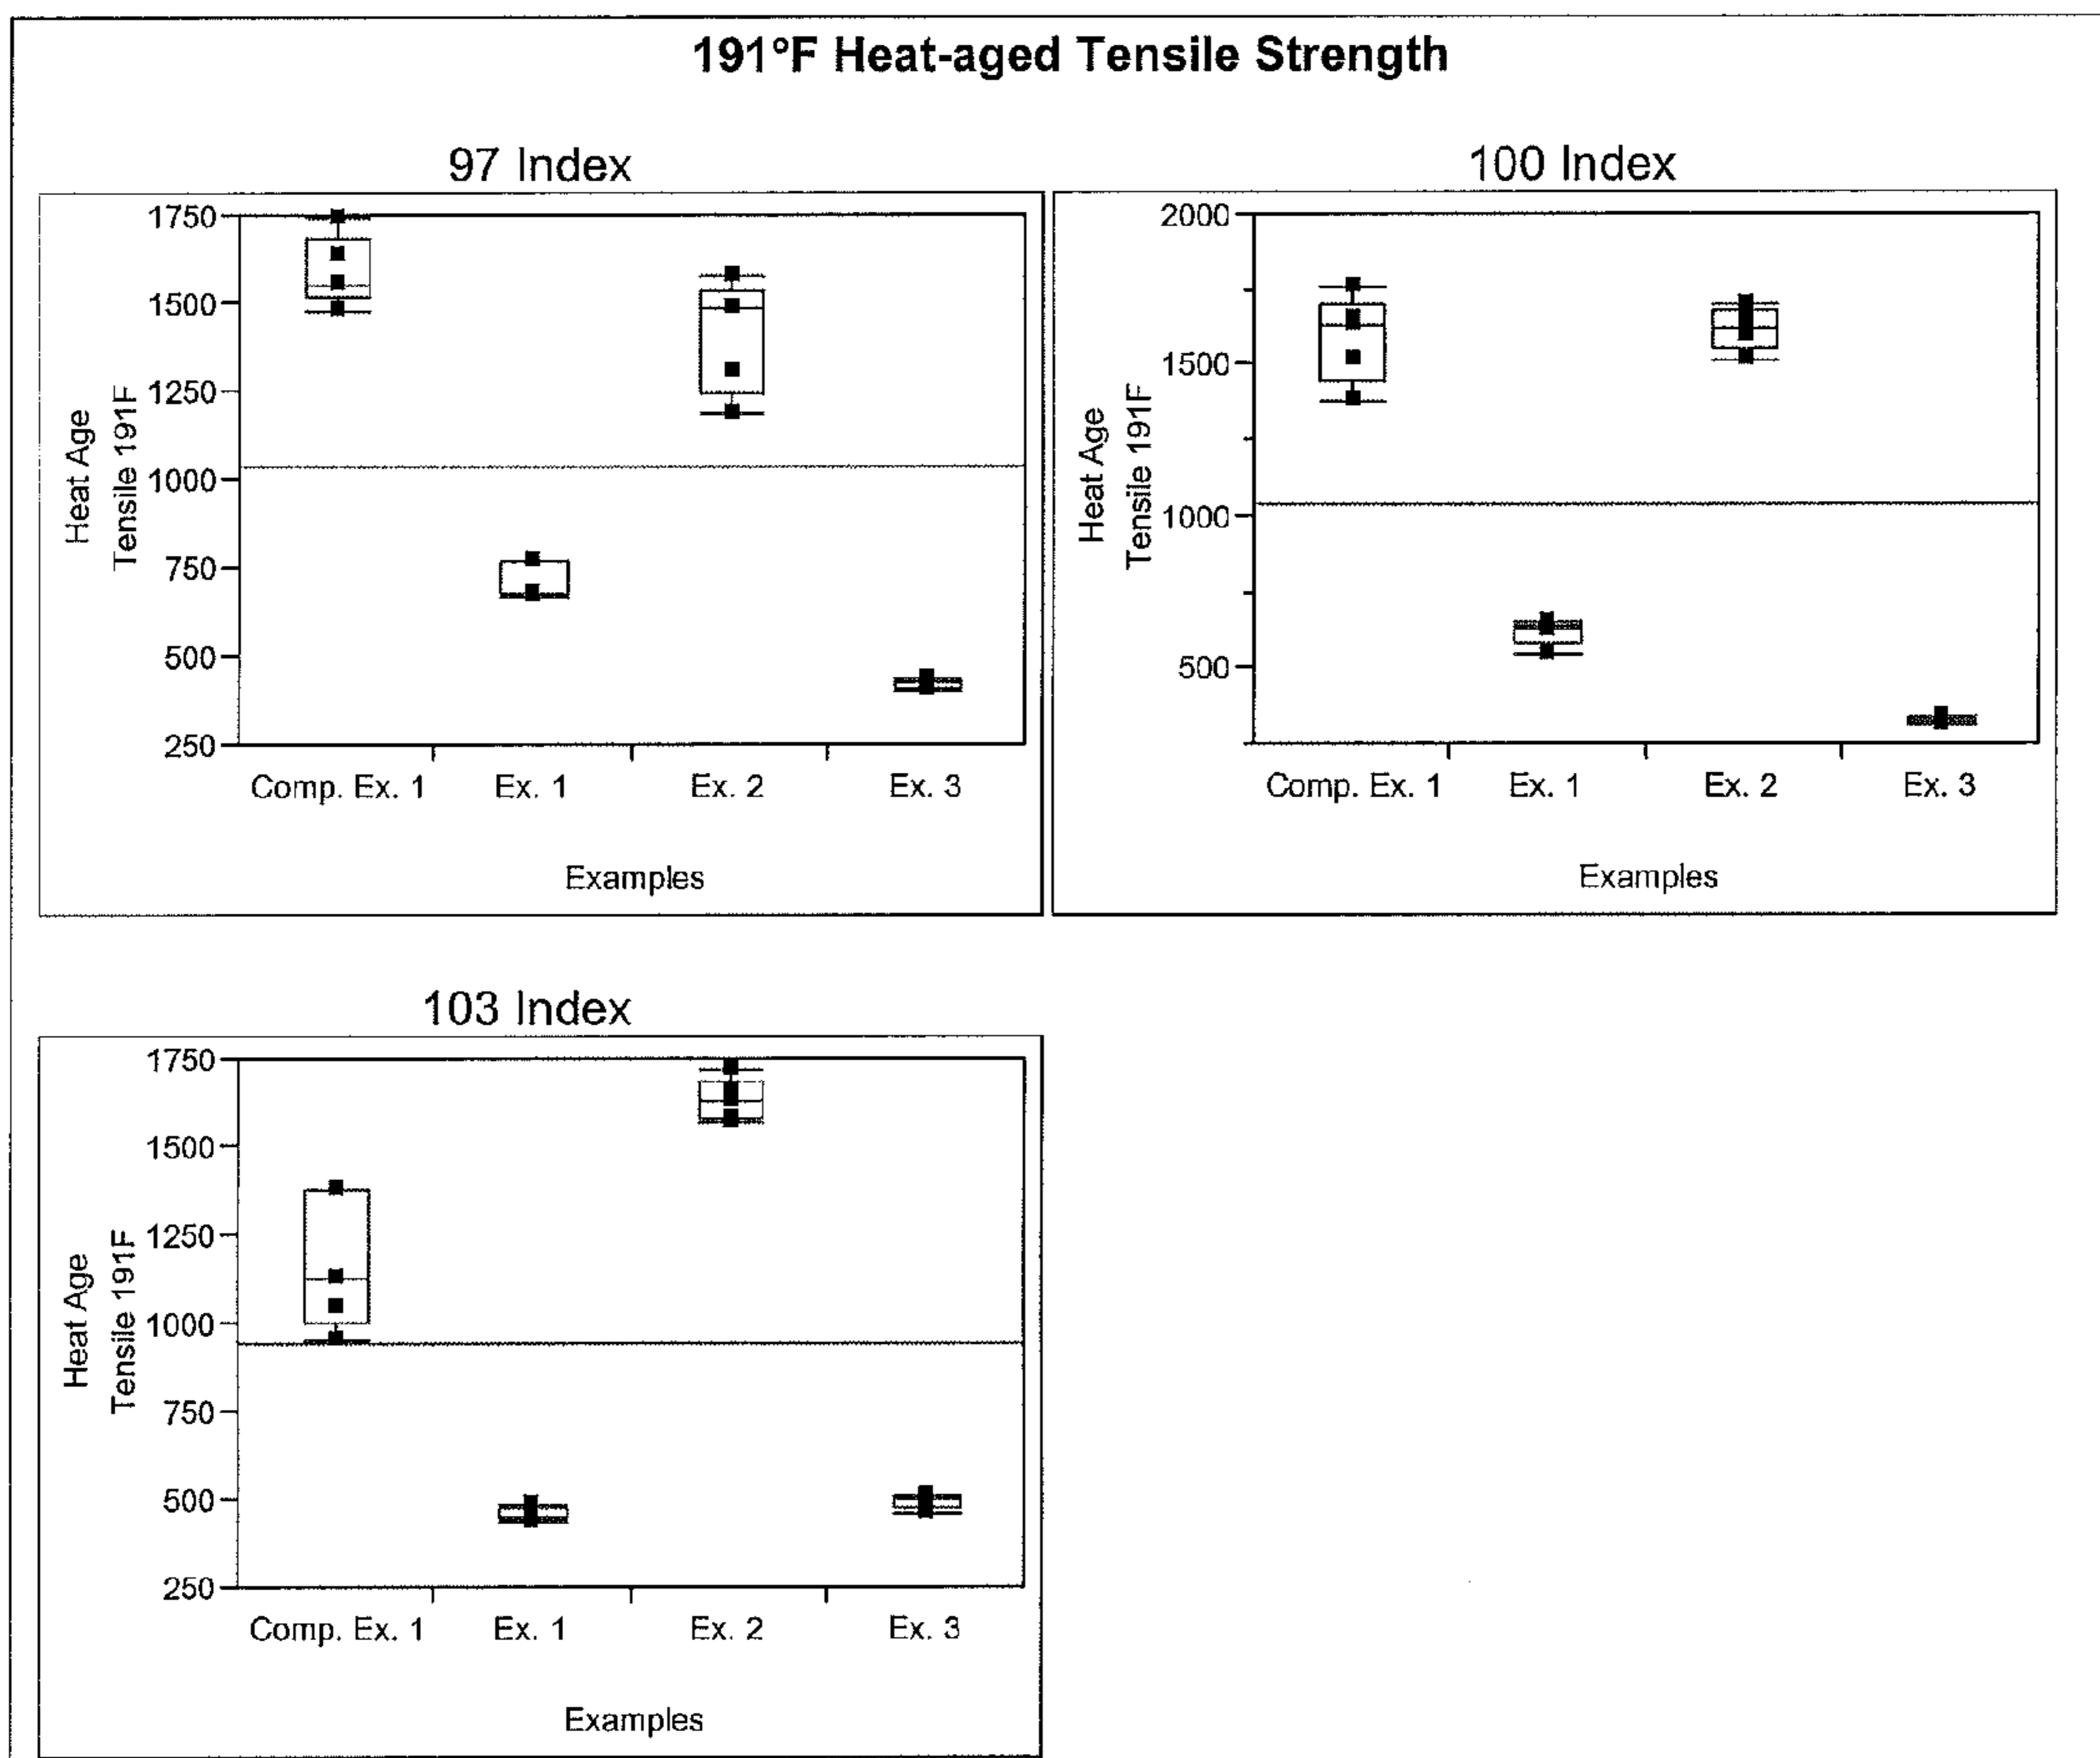 191ºF Heat-aged Tensile Strength
97 Index
1750
1500
1250
1000
750
500
250
Heat Age
Tensile 191F
Comp. Ex. 1 Ex. 1 Ex. 2 Ex. 3
Examples
100 Index
2000
1500
1000
500
Heat Age
Tensile 191F
Comp. Ex. 1 Ex. 1 Ex. 2 Ex. 3
Examples
103 Index
1750
1500
1250
1000
750
500
250
Heat Age
Tensile 191F
Comp. Ex. 1 Ex. 1 Ex. 2 Ex. 3
Examples